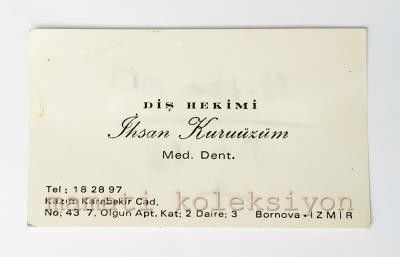 DİŞ HEKİMİ
İhsan Kuruüzüm
Med. Dent.
Tel : 18 28 97
Kazım Karabekir Cad.
No; 43 7, Olgun Apt. Kat; 2 Daire; 3 Bornova - İZMİR
mamati koleksiyon